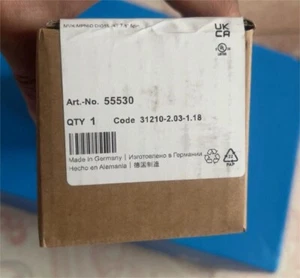 UK
CA
Art.-No. 55530
QTY 1 Code 31210-2.03-1.18
Made in Germany | Изготовлено в Германии
Hecho en Alemania | 德国制造
PAP